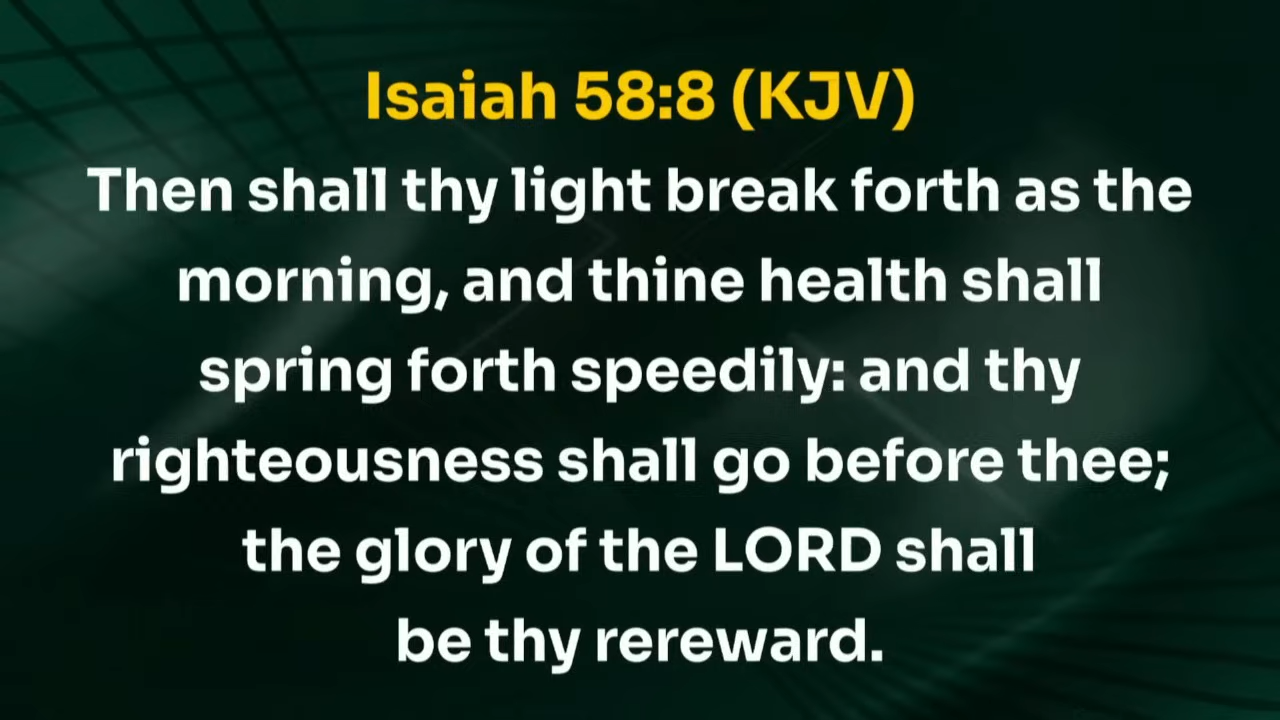 Isaiah 58:8 (KJV)
Then shall thy light break forth as the
morning, and thine health shall
spring forth speedily: and thy
righteousness shall go before thee;
the glory of the LORD shall
be thy rereward.